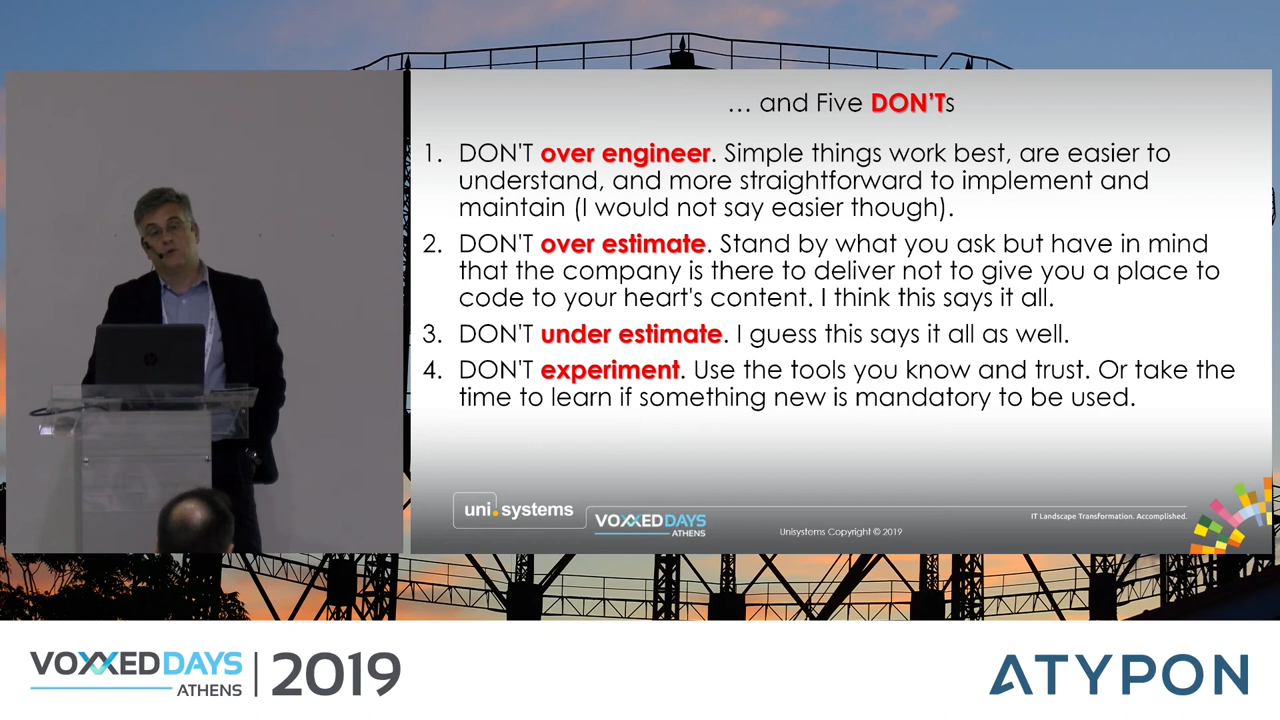 … and Five DON'Ts
1. DON'T over engineer. Simple things work best, are easier to
understand, and more straightforward to implement and
maintain (I would not say easier though).
2. DON'T over estimate. Stand by what you ask but have in mind
that the company is there to deliver not to give you a place to
code to your heart's content. I think this says it all.
3. DON'T under estimate. I guess this says it all as well.
4. DON'T experiment. Use the tools you know and trust. Or take the
time to learn if something new is mandatory to be used.
uni.systems
VOXXED DAYS
ATHENS
Unisystems Copyright © 2019
IT Landscape Transformation. Accomplished.
VOXXED DAYS
ATHENS
2019
ATYPON